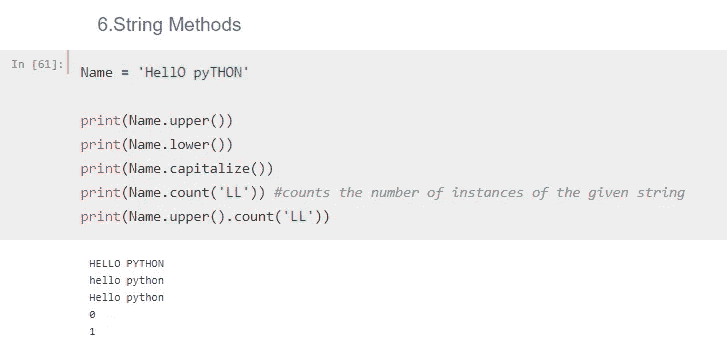 6.String Methods
In [61]: Name = 'HellO pyTHON'
print(Name.upper())
print(Name.lower())
print(Name.capitalize())
print(Name.count('LL')) #counts the number of instances of the given string
print(Name.upper().count('LL'))
HELLO PYTHON
hello python
Hello python
0
1